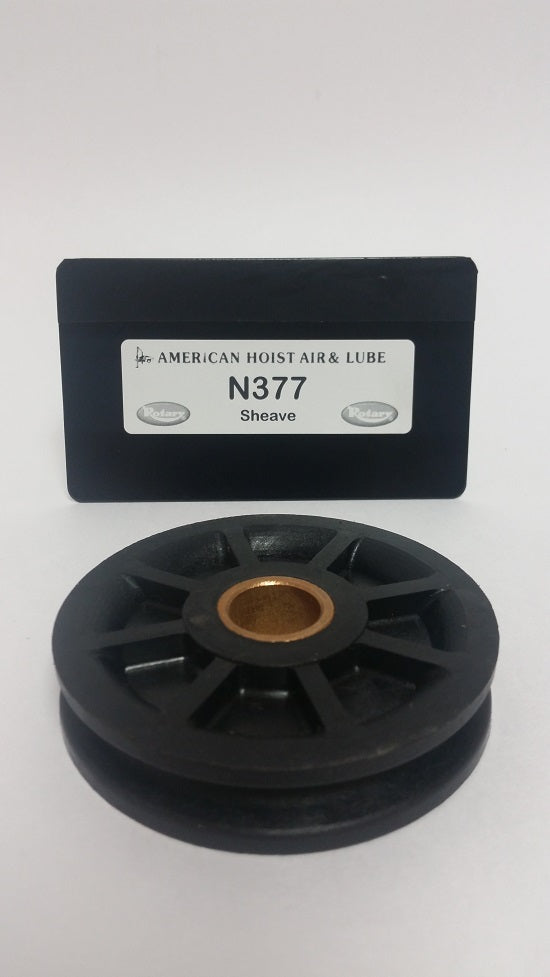 AMERICAN HOIST AIR & LUBE
N377
Sheave
Rotary Rotary